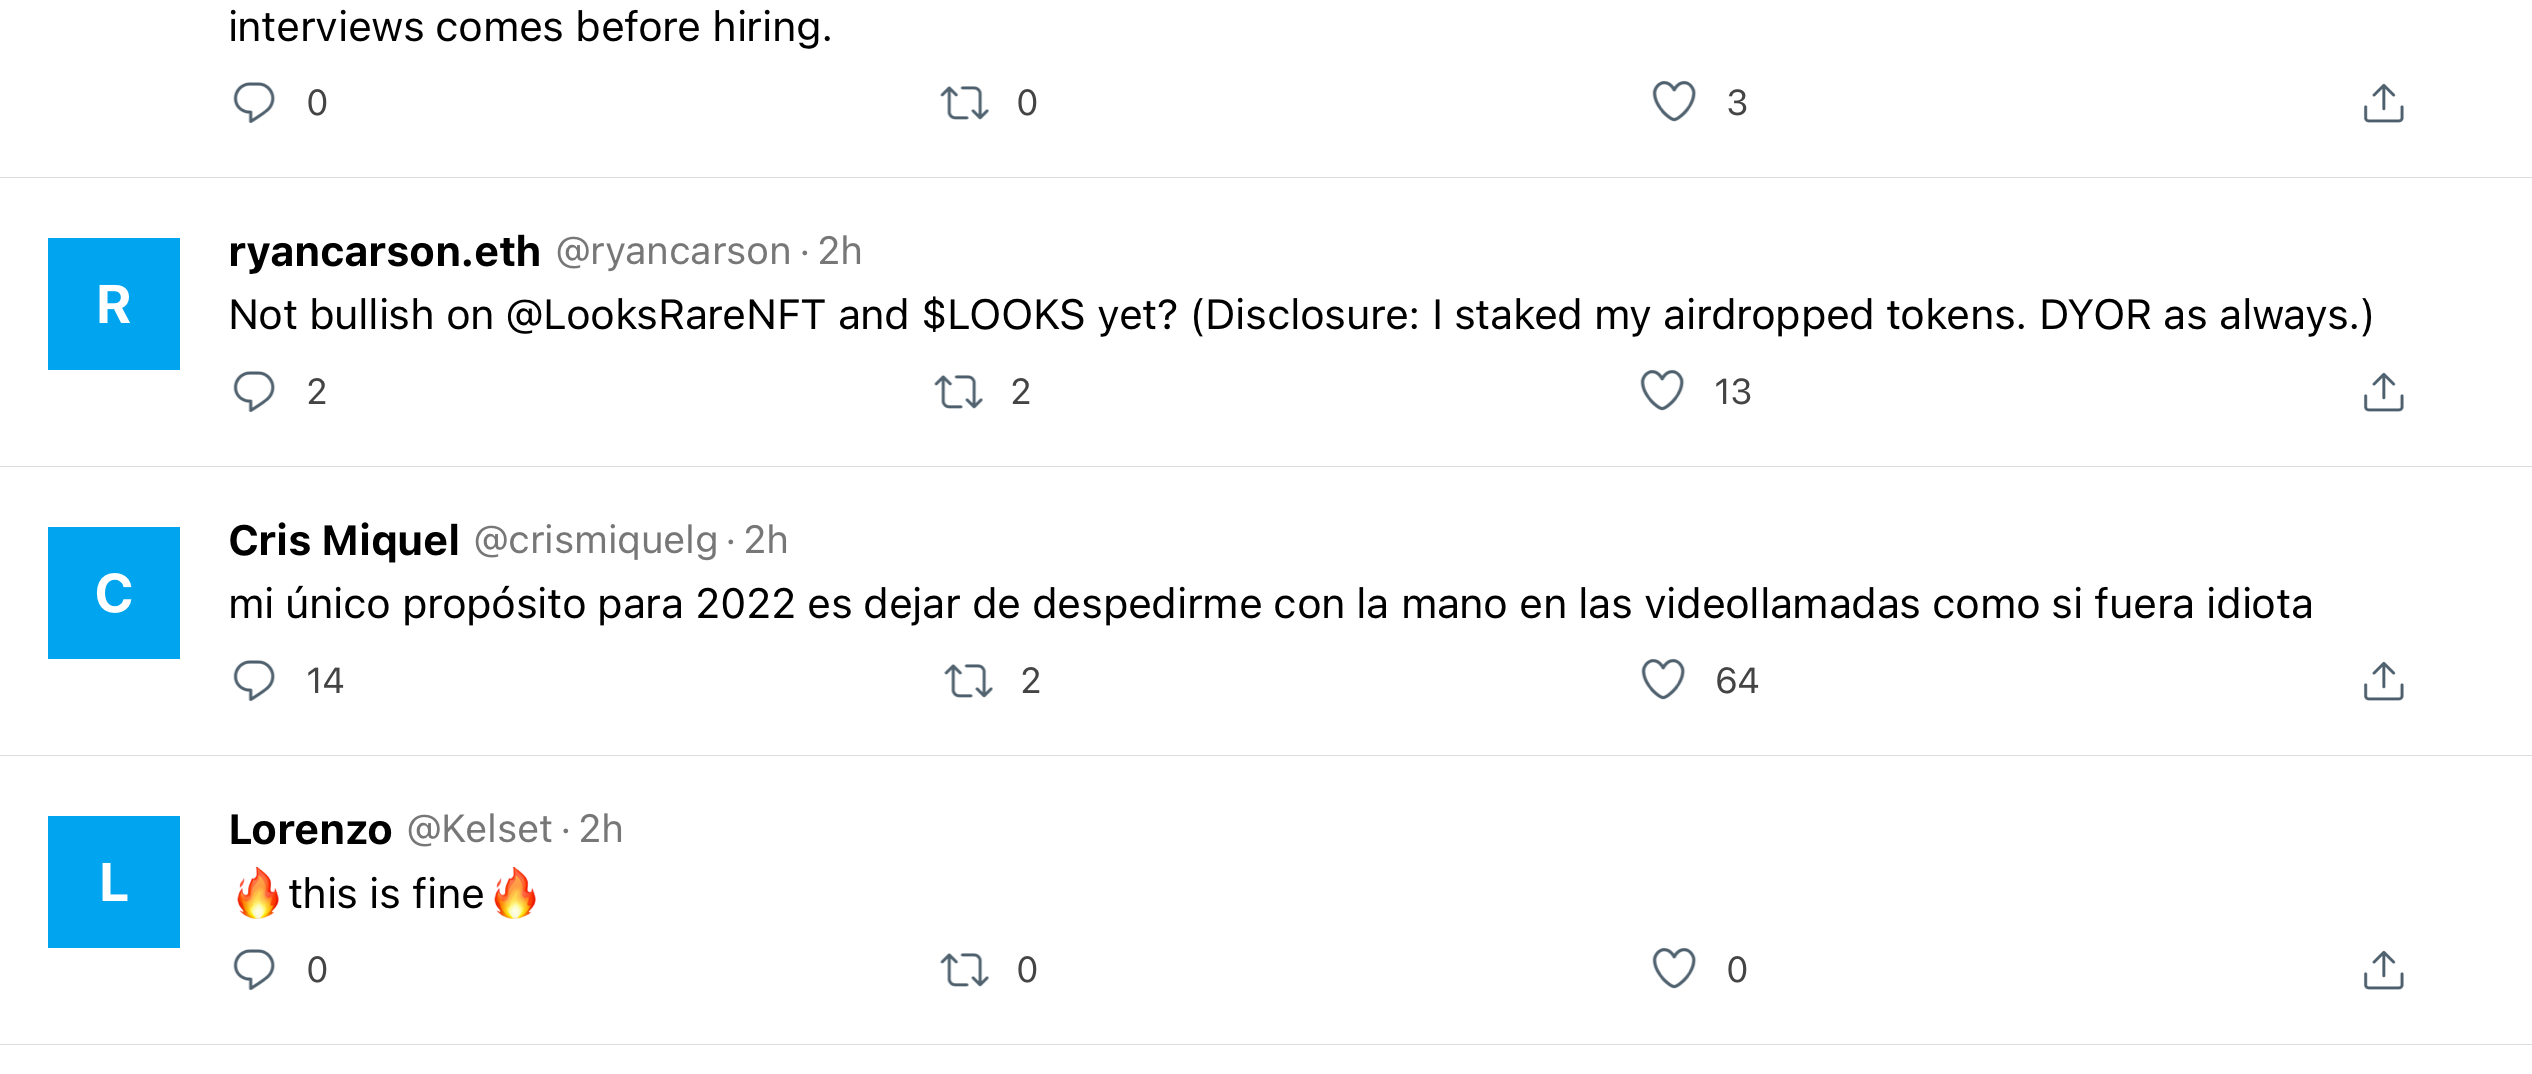 interviews comes before hiring.
0 0 3
R
ryancarson.eth @ryancarson · 2h
Not bullish on @LooksRareNFT and $LOOKS yet? (Disclosure: I staked my airdropped tokens. DYOR as always.)
2 2 13
C
Cris Miquel @crismiquelg · 2h
mi único propósito para 2022 es dejar de despedirme con la mano en las videollamadas como si fuera idiota
14 2 64
L
Lorenzo @Kelset · 2h
🔥this is fine🔥
0 0 0